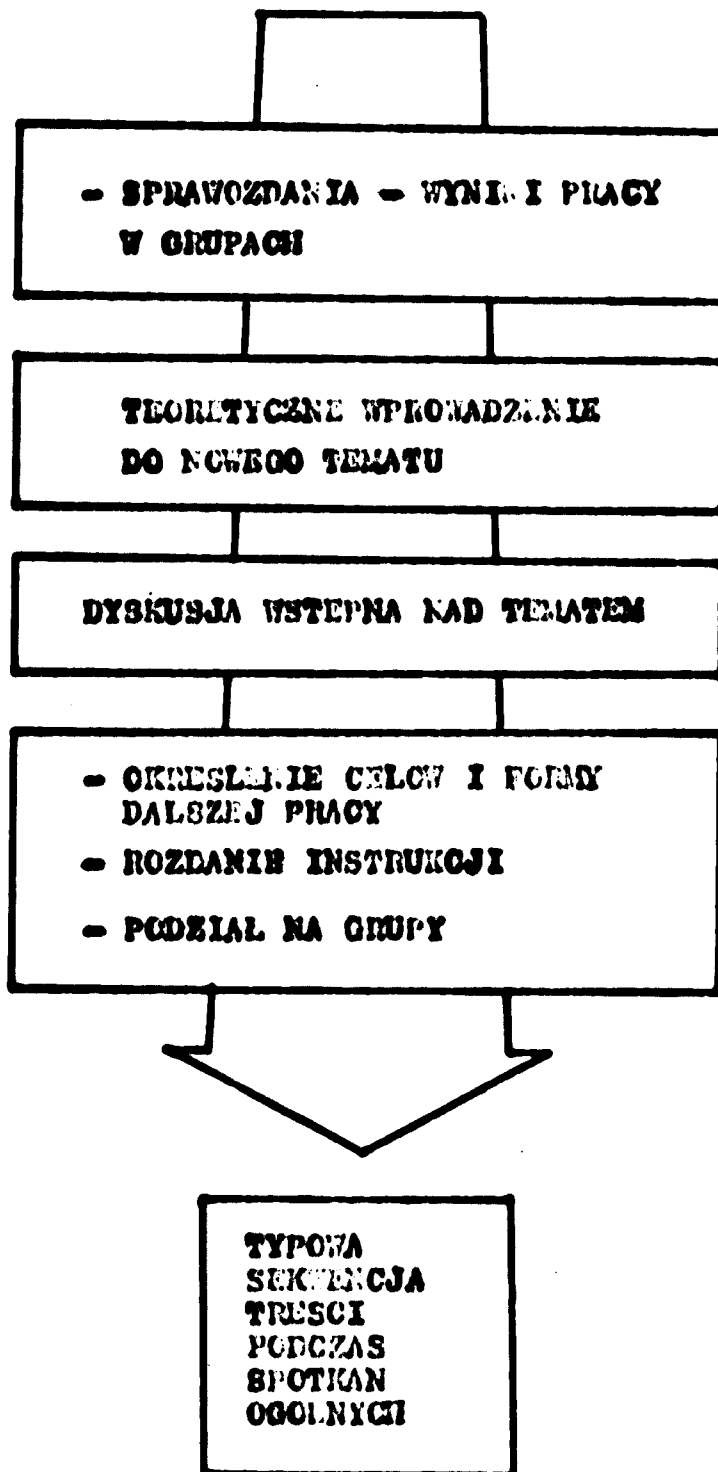 - SPRAWOZDANIA - WYNIKI PRACY
W GRUPACH
TEORETYCZNE WPROWADZENIE
DO NOWEGO TEMATU
DYSKUSJA WSTEPNA NAD TEMATEM
- OKRESLENIE CELOW I FORMY
DALSZEJ PRACY
- ROZDANIE INSTRUKCJI
- PODZIAŁ NA GRUPY
TYPOWA
SEKWENCJA
TRESCI
PODCZAS
SPOTKAN
OGOLNYCH